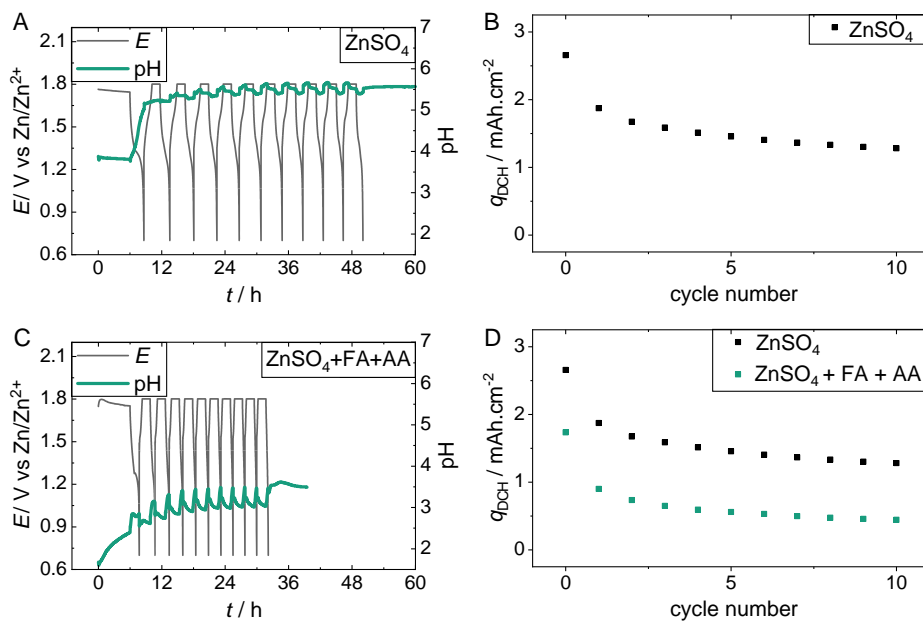 A
E
pH
ZnSO₄
E / V vs Zn/Zn²⁺
2.1
1.8
1.5
1.2
0.9
0.6
7
6
5
4
3
2
pH
0 12 24 36 48 60
t / h
B
ZnSO₄
q_DCH / mAh.cm⁻²
3
2
1
0
0 5 10
cycle number
C
E
pH
ZnSO₄+FA+AA
E / V vs Zn/Zn²⁺
2.1
1.8
1.5
1.2
0.9
0.6
7
6
5
4
3
2
pH
0 12 24 36 48 60
t / h
D
ZnSO₄
ZnSO₄ + FA + AA
q_DCH / mAh.cm⁻²
3
2
1
0
0 5 10
cycle number